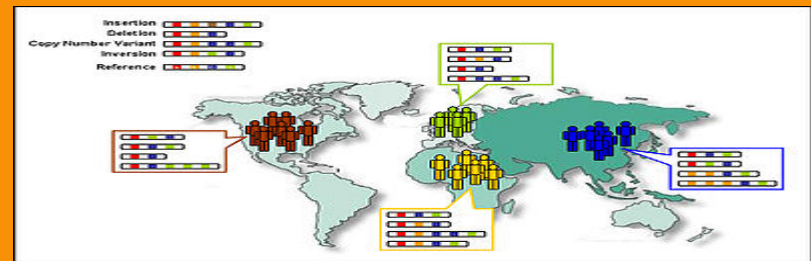 Insertion
Deletion
Copy Number Variant
Inversion
Reference